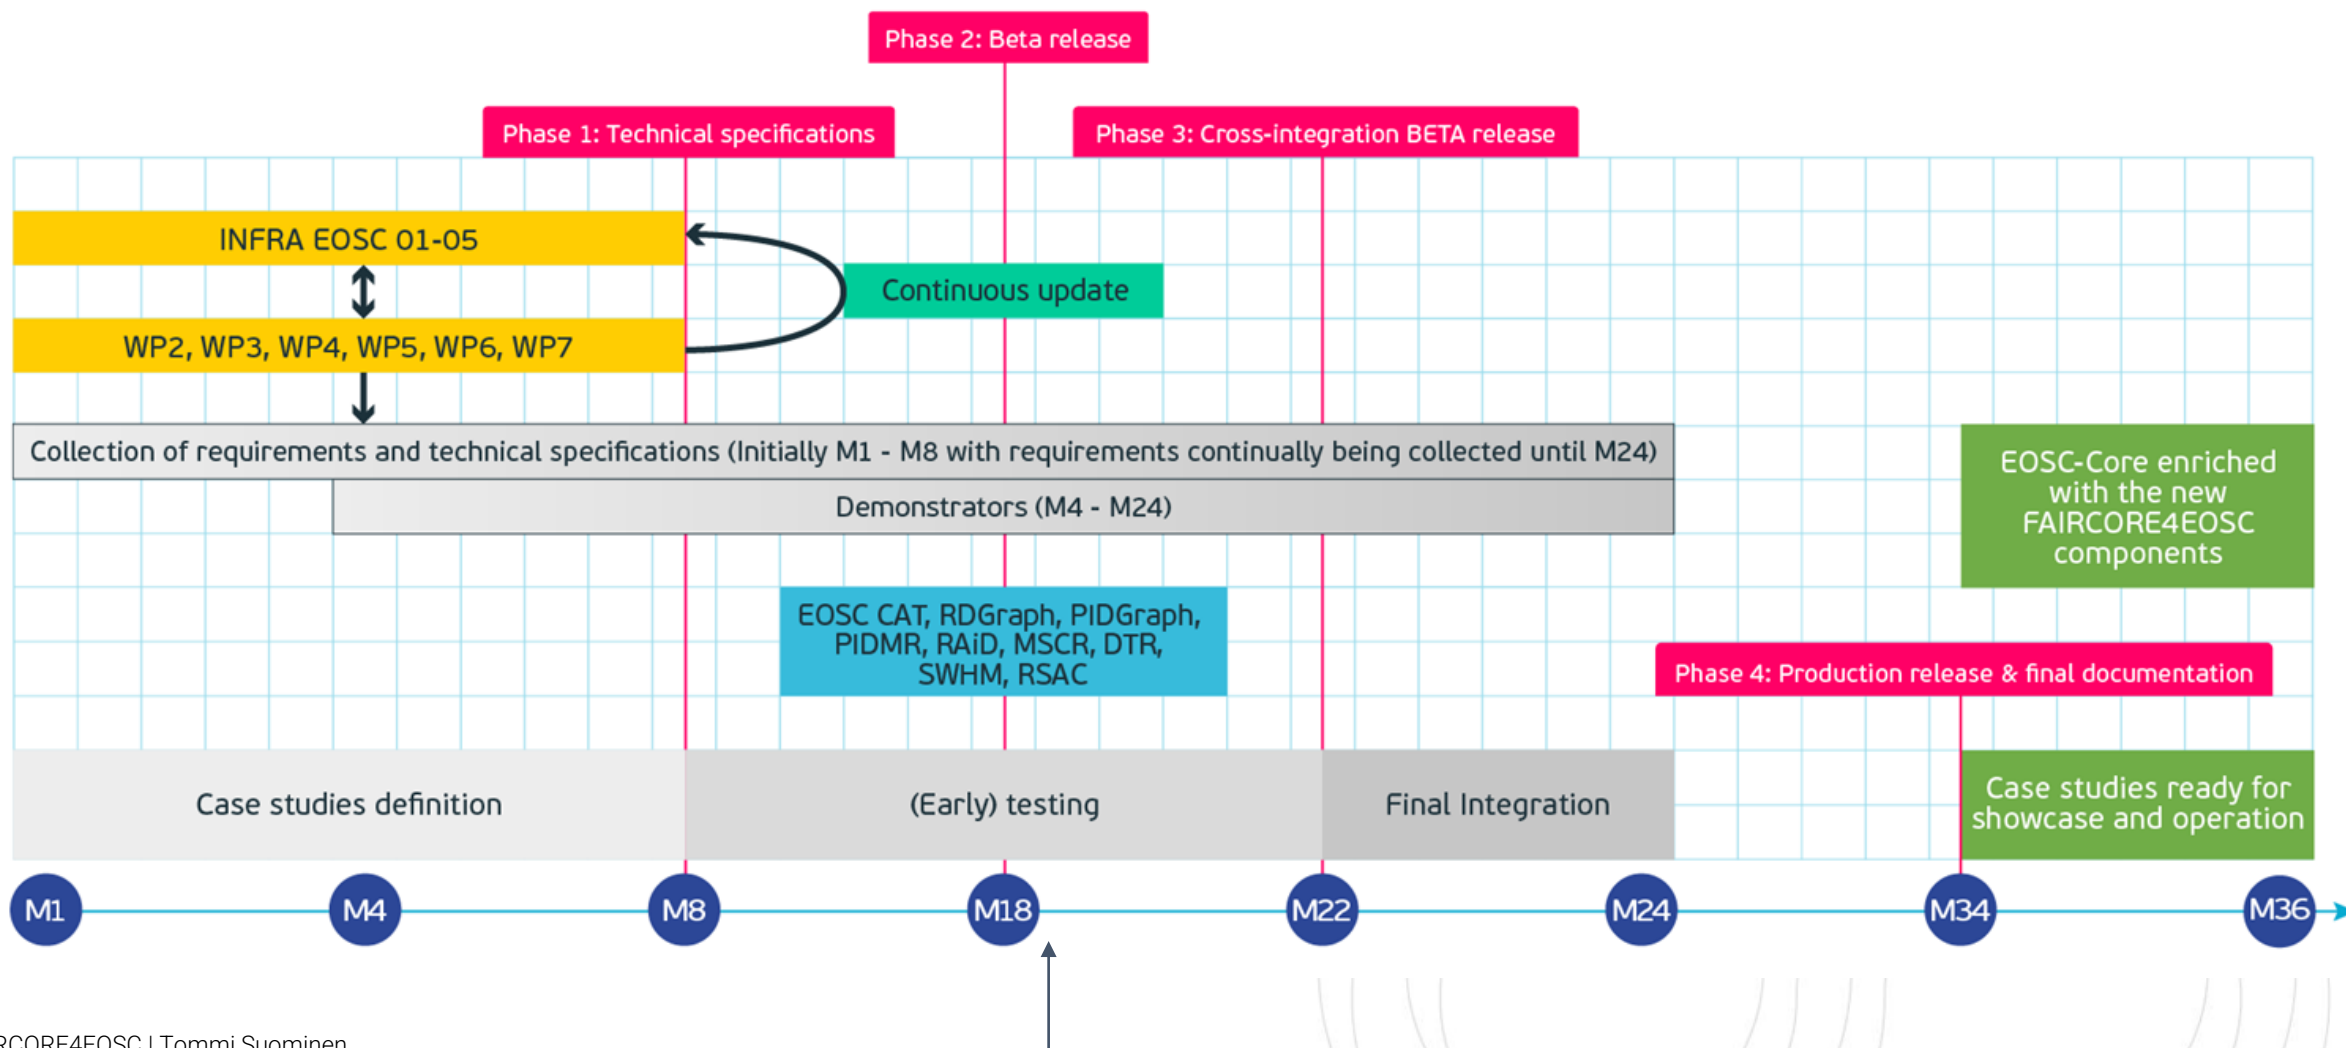 Phase 2: Beta release
Phase 1: Technical specifications
Phase 3: Cross-integration BETA release
INFRA EOSC 01-05
Continuous update
WP2, WP3, WP4, WP5, WP6, WP7
Collection of requirements and technical specifications (Initially M1 - M8 with requirements continually being collected until M24)
Demonstrators (M4 - M24)
EOSC-Core enriched
with the new
FAIRCORE4EOSC
components
EOSC CAT, RDGraph, PIDGraph,
PIDMR, RAiD, MSCR, DTR,
SWHM, RSAC
Phase 4: Production release & final documentation
Case studies definition
(Early) testing
Final Integration
Case studies ready for
showcase and operation
M1
M4
M8
M18
M22
M24
M34
M36
RCORE4EOSC | Tommi Suominen